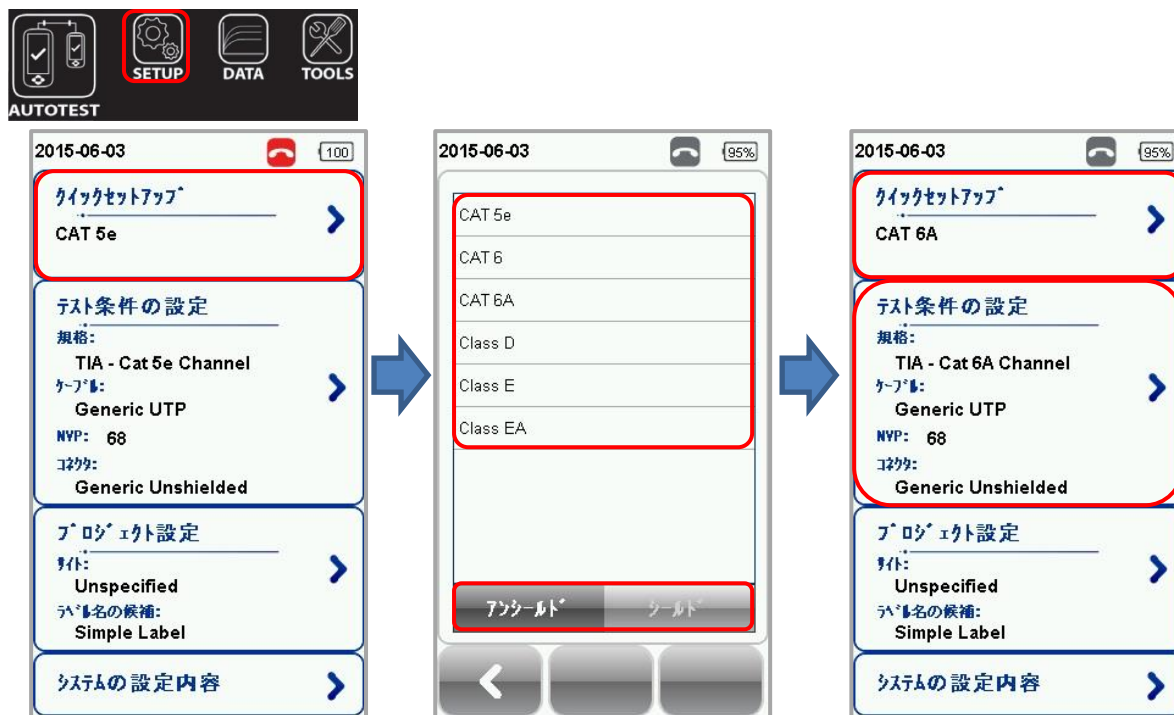 SETUP
DATA
TOOLS
AUTOTEST
2015-06-03
100
ｸｲｯｸｾｯﾄｱｯﾌﾟ
CAT 5e
ﾃｽﾄ条件の設定
規格:
TIA - Cat 5e Channel
ｹｰﾌﾞﾙ:
Generic UTP
NVP: 68
ｺﾈｸﾀ:
Generic Unshielded
ﾌﾟﾛｼﾞｪｸﾄ設定
ｻｲﾄ:
Unspecified
ﾗﾍﾞﾙ名の候補:
Simple Label
ｼｽﾃﾑの設定内容
2015-06-03
95%
CAT 5e
CAT 6
CAT 6A
Class D
Class E
Class EA
ｱﾝｼｰﾙﾄﾞ
ｼｰﾙﾄﾞ
2015-06-03
95%
ｸｲｯｸｾｯﾄｱｯﾌﾟ
CAT 6A
ﾃｽﾄ条件の設定
規格:
TIA - Cat 6A Channel
ｹｰﾌﾞﾙ:
Generic UTP
NVP: 68
ｺﾈｸﾀ:
Generic Unshielded
ﾌﾟﾛｼﾞｪｸﾄ設定
ｻｲﾄ:
Unspecified
ﾗﾍﾞﾙ名の候補:
Simple Label
ｼｽﾃﾑの設定内容